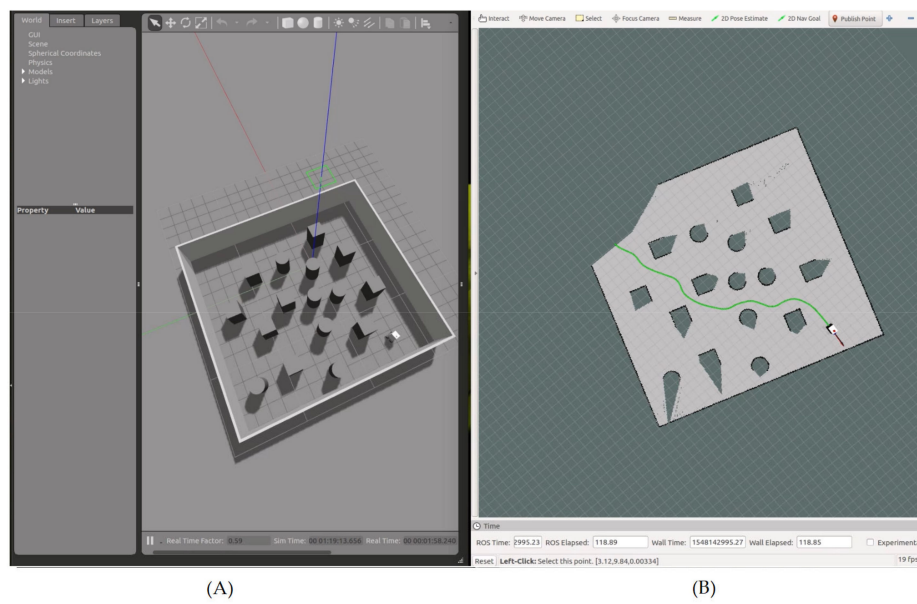 World Insert Layers
GUI
Scene
Spherical Coordinates
Physics
Models
Lights
Property Value
Real Time Factor: 0.59 Sim Time: 00 01:19:13.656 Real Time: 00 00:01:58.240
Interact Move Camera Select Focus Camera Measure 2D Pose Estimate 2D Nav Goal Publish Point
Time
ROS Time: 2995.23 ROS Elapsed: 118.89 Wall Time: 1548142995.27 Wall Elapsed: 118.85 Experimenta
Reset Left-Click: Select this point. [3.12,9.84,0.00334] 19 fps
(A) (B)